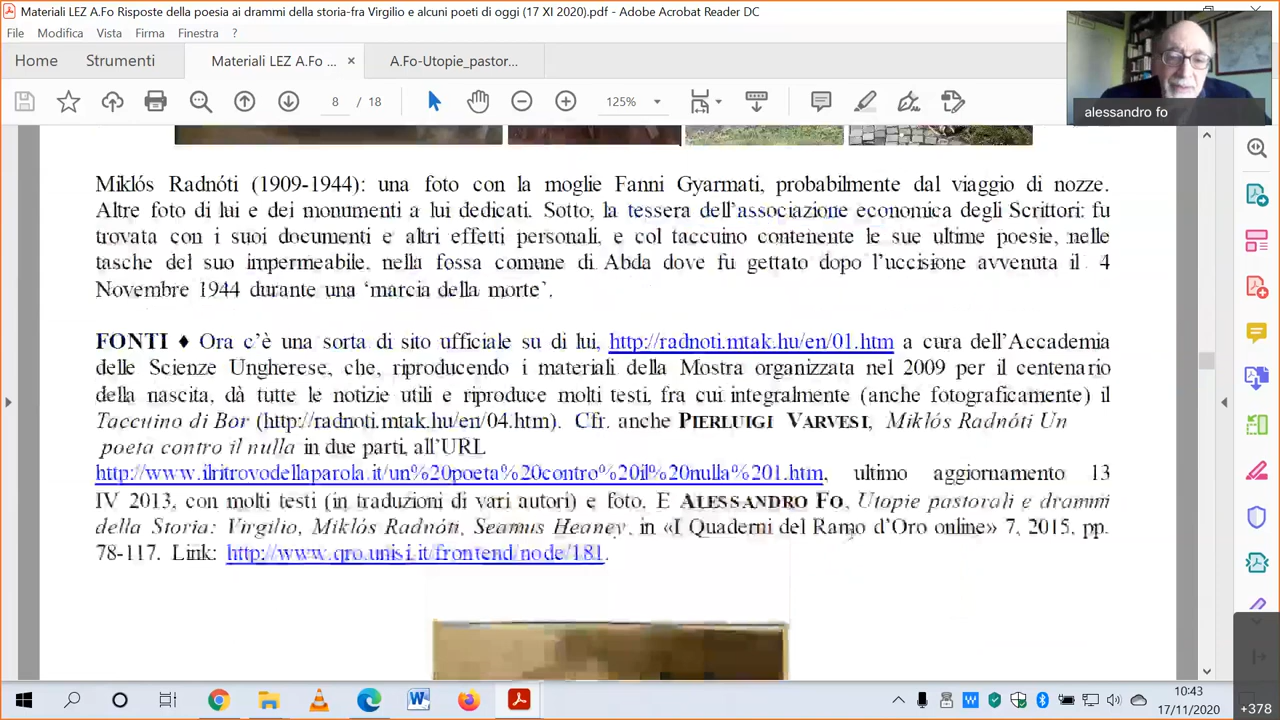 Materiali LEZ A.Fo Risposte della poesia ai drammi della storia-fra Virgilio e alcuni poeti di oggi (17 XI 2020).pdf - Adobe Acrobat Reader DC
File Modifica Vista Firma Finestra ?
Home Strumenti Materiali LEZ A.Fo ... × A.Fo-Utopie_pastor...
8 / 18 125%
alessandro fo
Miklós Radnóti (1909-1944): una foto con la moglie Fanni Gyarmati, probabilmente dal viaggio di nozze.
Altre foto di lui e dei monumenti a lui dedicati. Sotto, la tessera dell’associazione economica degli Scrittori: fu
trovata con i suoi documenti e altri effetti personali, e col taccuino contenente le sue ultime poesie, nelle
tasche del suo impermeabile, nella fossa comune di Abda dove fu gettato dopo l’uccisione avvenuta il 4
Novembre 1944 durante una ‘marcia della morte’.
FONTI ♦ Ora c’è una sorta di sito ufficiale su di lui, http://radnoti.mtak.hu/en/01.htm a cura dell’Accademia
delle Scienze Ungherese, che, riproducendo i materiali della Mostra organizzata nel 2009 per il centenario
della nascita, dà tutte le notizie utili e riproduce molti testi, fra cui integralmente (anche fotograficamente) il
Taccuino di Bor (http://radnoti.mtak.hu/en/04.htm). Cfr. anche PIERLUIGI VARVESI, Miklós Radnóti Un
poeta contro il nulla in due parti, all’URL
http://www.ilritrovodellaparola.it/un%20poeta%20contro%20il%20nulla%201.htm, ultimo aggiornamento 13
IV 2013, con molti testi (in traduzioni di vari autori) e foto, E ALESSANDRO FO, Utopie pastorali e drammi
della Storia: Virgilio, Miklós Radnóti, Seamus Heaney, in «I Quaderni del Ramo d’Oro online» 7, 2015, pp.
78-117. Link: http://www.qro.unisi.it/frontend/node/181.
10:43
17/11/2020
+378